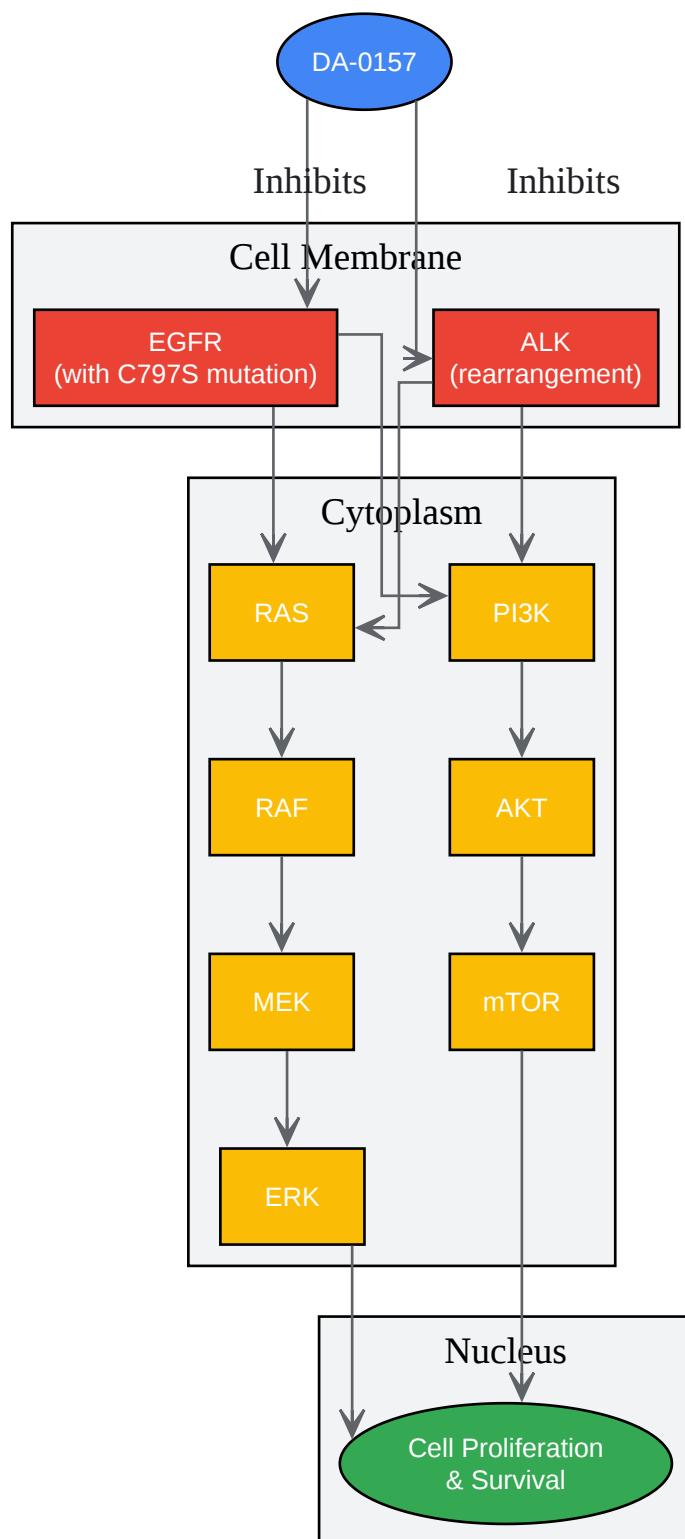 DA-0157
Inhibits
Inhibits
Cell Membrane
EGFR
(with C797S mutation)
ALK
(rearrangement)
Cytoplasm
RAS
PI3K
RAF
AKT
MEK
mTOR
ERK
Nucleus
Cell Proliferation
& Survival